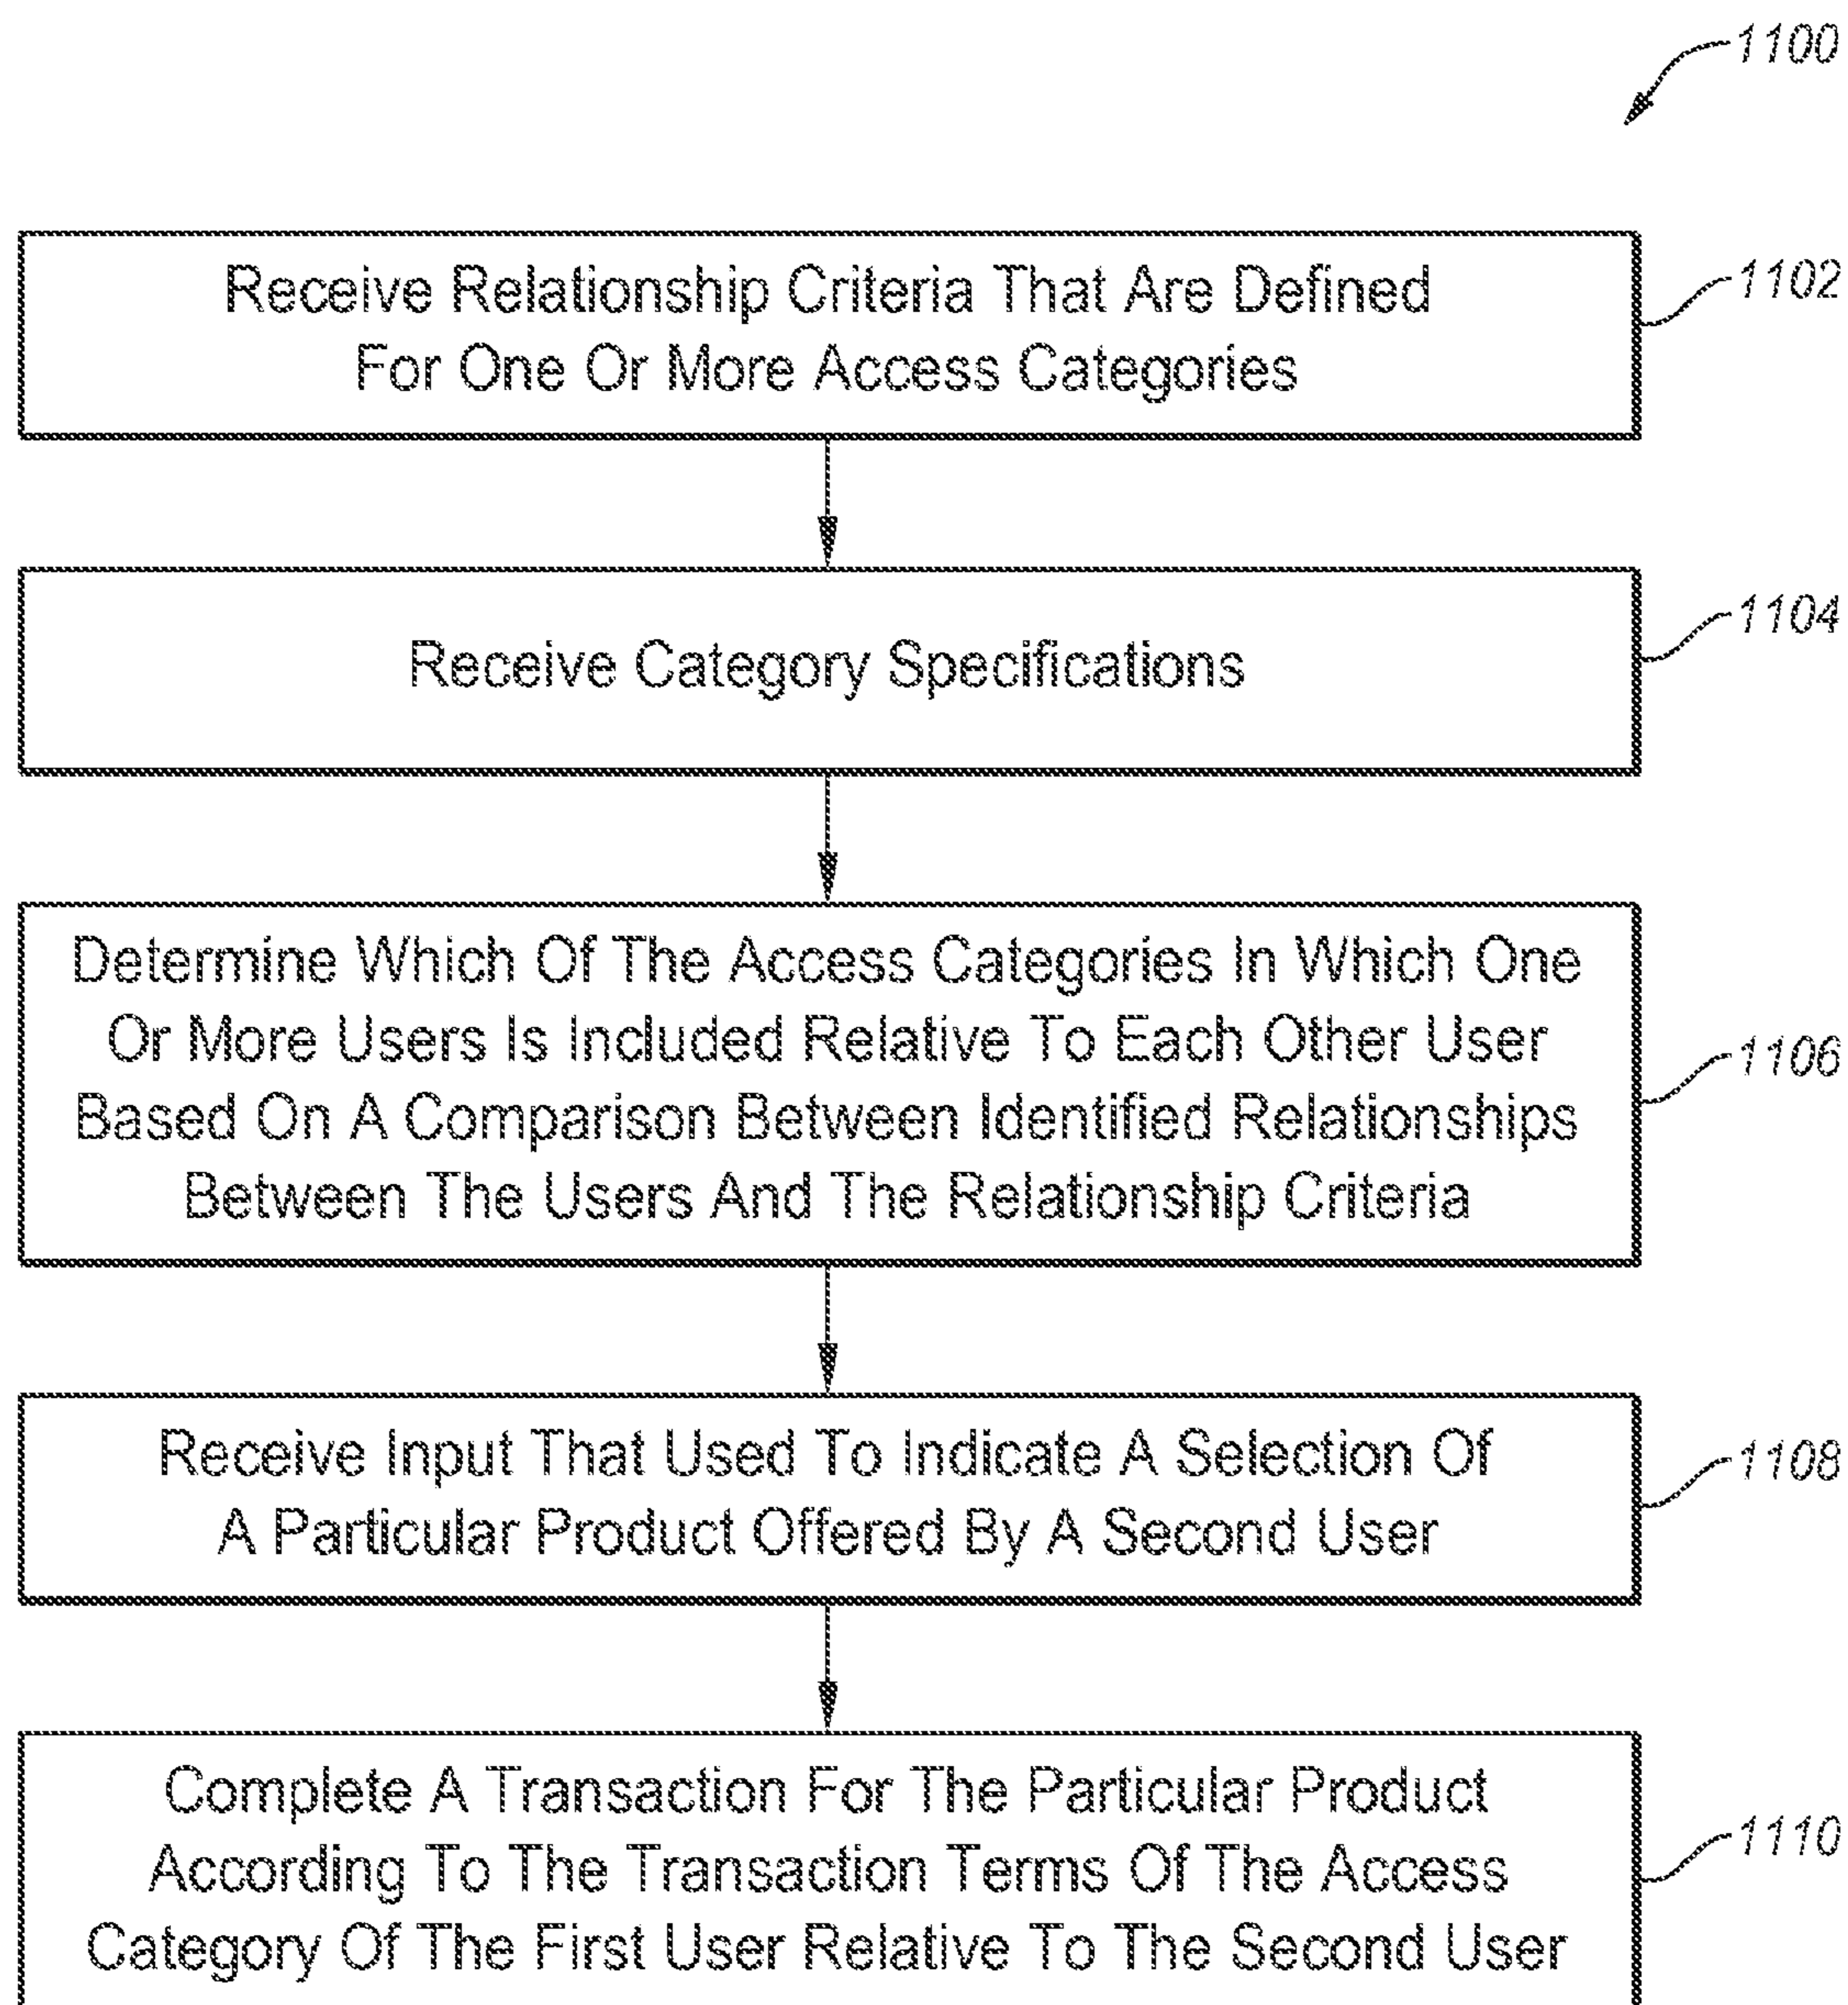 1100
Receive Relationship Criteria That Are Defined
For One Or More Access Categories
1102
Receive Category Specifications
1104
Determine Which Of The Access Categories In Which One
Or More Users Is Included Relative To Each Other User
Based On A Comparison Between Identified Relationships
Between The Users And The Relationship Criteria
1106
Receive Input That Used To Indicate A Selection Of
A Particular Product Offered By A Second User
1108
Complete A Transaction For The Particular Product
According To The Transaction Terms Of The Access
Category Of The First User Relative To The Second User
1110